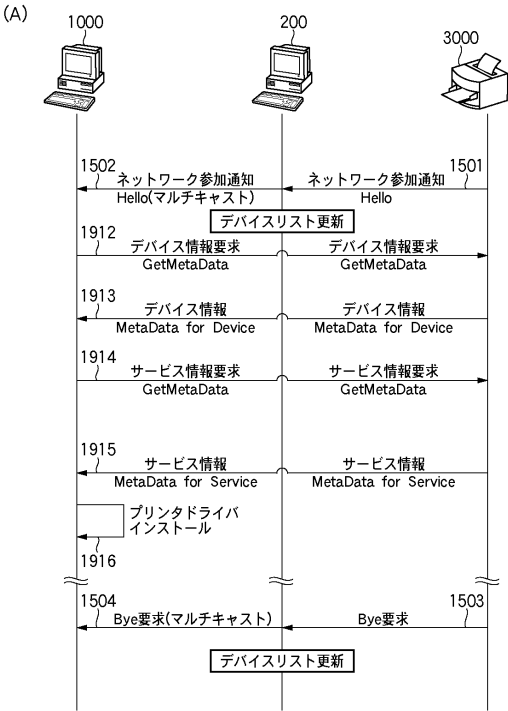 (A)
1000
200
3000
1502
ネットワーク参加通知
ネットワーク参加通知
1501
Hello(マルチキャスト)
Hello
デバイスリスト更新
1912
デバイス情報要求
デバイス情報要求
GetMetaData
GetMetaData
1913
デバイス情報
デバイス情報
MetaData for Device
MetaData for Device
1914
サービス情報要求
サービス情報要求
GetMetaData
GetMetaData
1915
サービス情報
サービス情報
MetaData for Service
MetaData for Service
プリンタドライバ
インストール
1916
1504
Bye要求(マルチキャスト)
Bye要求
1503
デバイスリスト更新